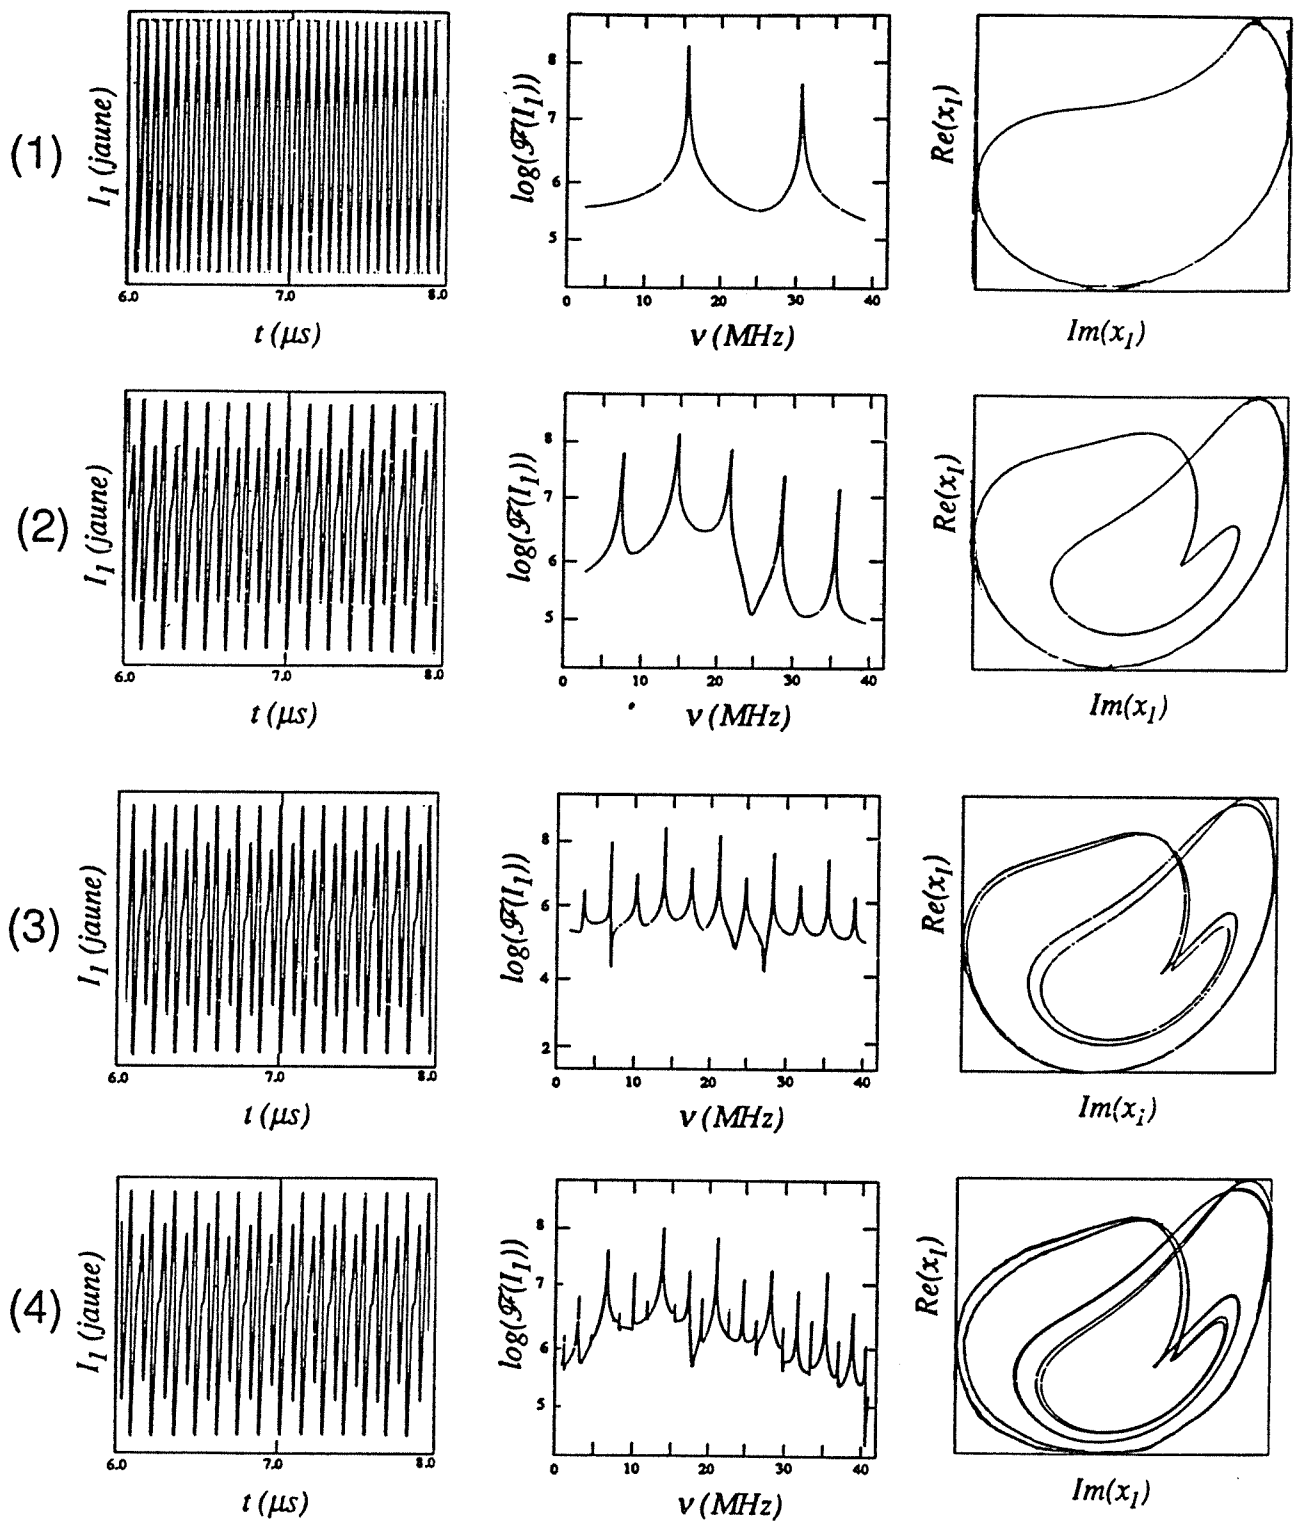 (1)
I1 (jaune)
6.0 7.0 8.0
t (μs)
log(ℱ(I1))
8
7
6
5
0 10 20 30 40
ν (MHz)
Re(x1)
Im(x1)
(2)
I1 (jaune)
6.0 7.0 8.0
t (μs)
log(ℱ(I1))
8
7
6
5
0 10 20 30 40
ν (MHz)
Re(x1)
Im(x1)
(3)
I1 (jaune)
6.0 7.0 8.0
t (μs)
log(ℱ(I1))
8
6
4
2
0 10 20 30 40
ν (MHz)
Re(x1)
Im(xi)
(4)
I1 (jaune)
6.0 7.0 8.0
t (μs)
log(ℱ(I1))
8
7
6
5
0 10 20 30 40
ν (MHz)
Re(x1)
Im(x1)